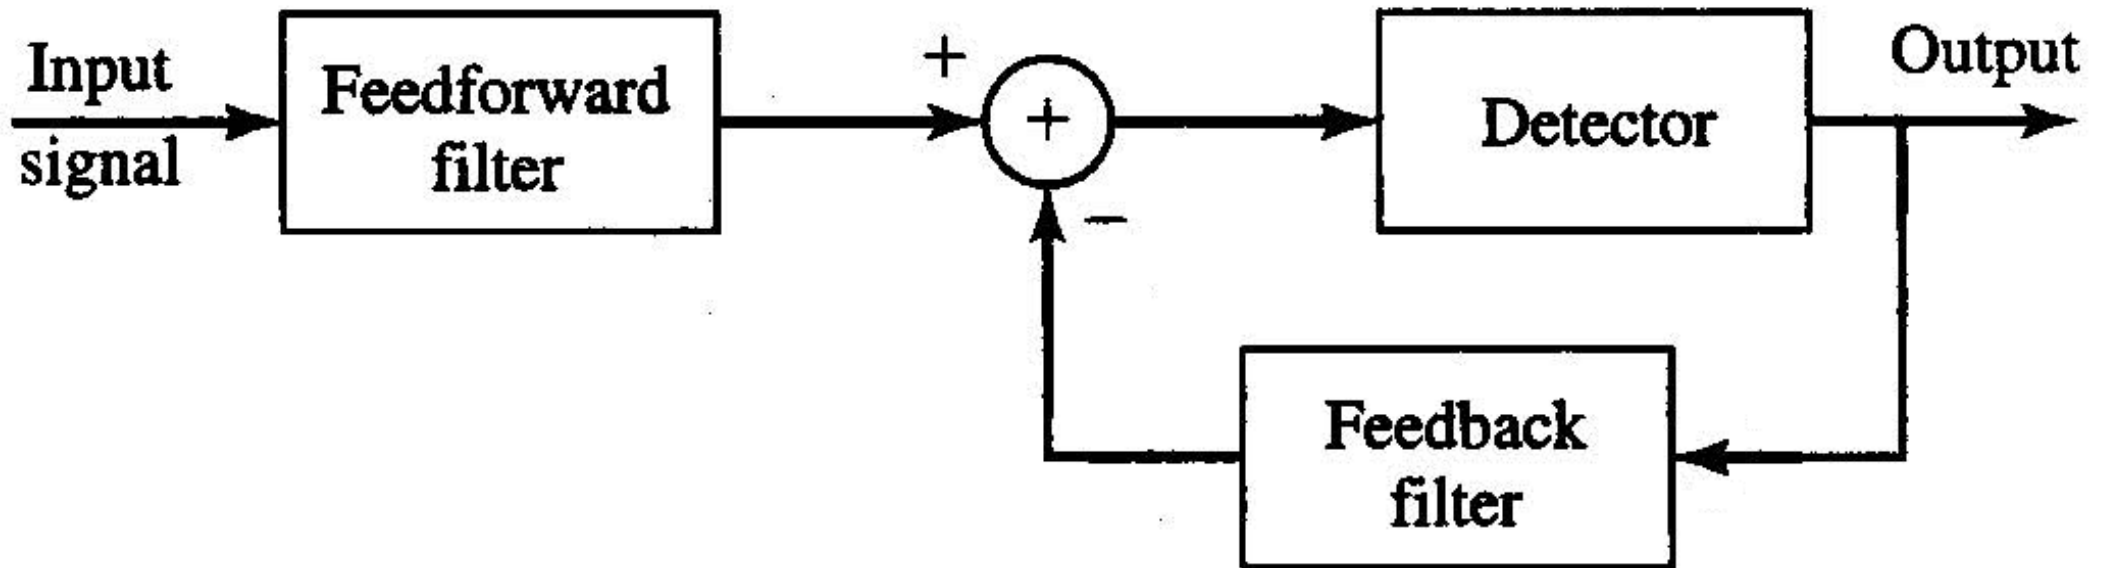 Input
signal
Feedforward
filter
+
+
−
Detector
Output
Feedback
filter